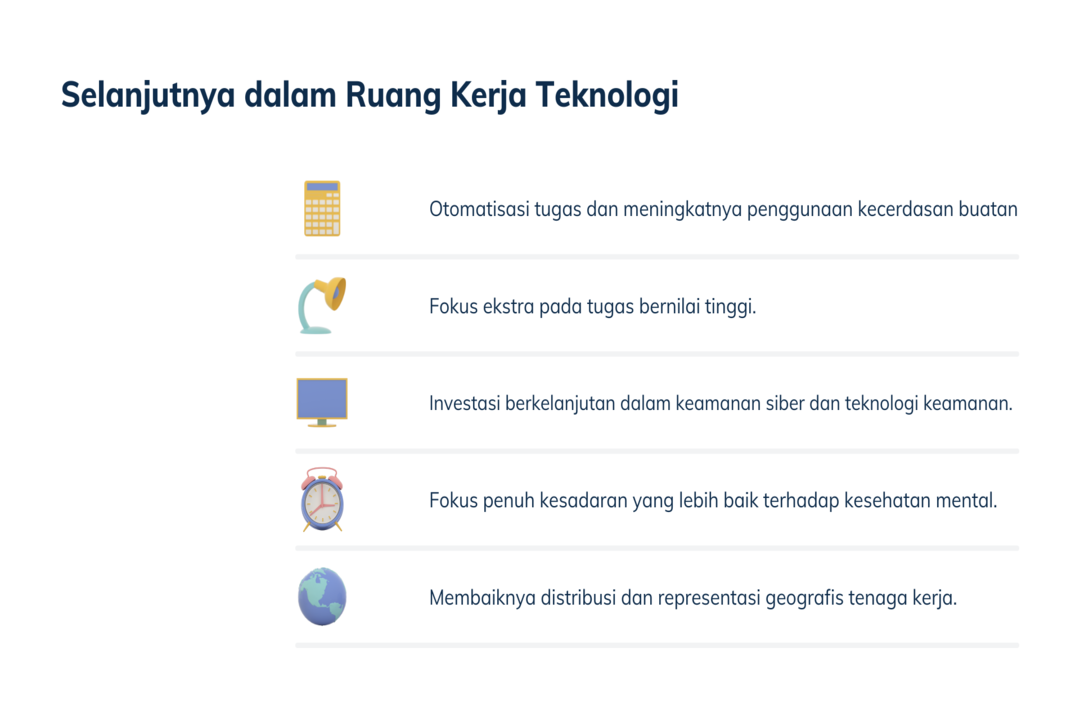 Selanjutnya dalam Ruang Kerja Teknologi
Otomatisasi tugas dan meningkatnya penggunaan kecerdasan buatan
Fokus ekstra pada tugas bernilai tinggi.
Investasi berkelanjutan dalam keamanan siber dan teknologi keamanan.
Fokus penuh kesadaran yang lebih baik terhadap kesehatan mental.
Membaiknya distribusi dan representasi geografis tenaga kerja.